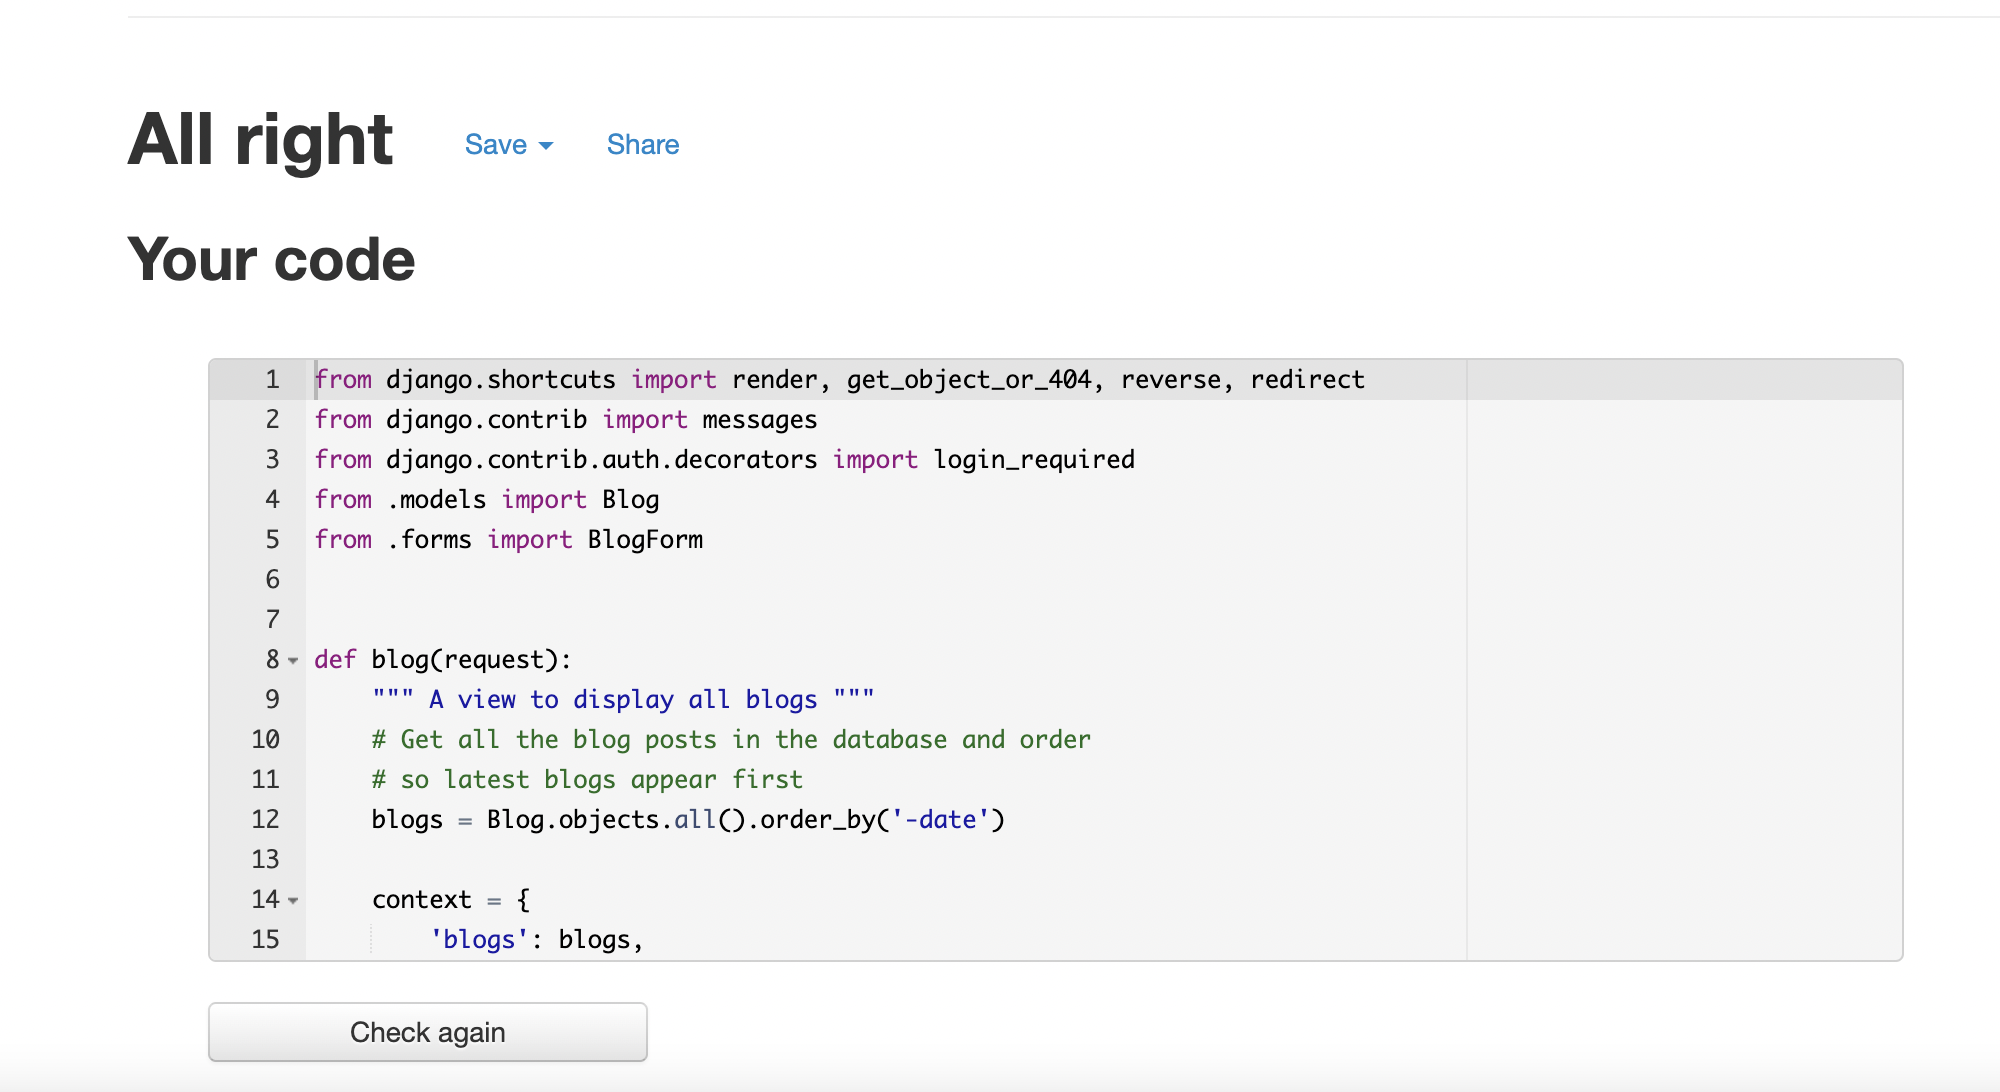 All right Save Share
Your code
1 from django.shortcuts import render, get_object_or_404, reverse, redirect
2 from django.contrib import messages
3 from django.contrib.auth.decorators import login_required
4 from .models import Blog
5 from .forms import BlogForm
6
7
8 def blog(request):
9     """ A view to display all blogs """
10     # Get all the blog posts in the database and order
11     # so latest blogs appear first
12     blogs = Blog.objects.all().order_by('-date')
13
14     context = {
15         'blogs': blogs,
Check again